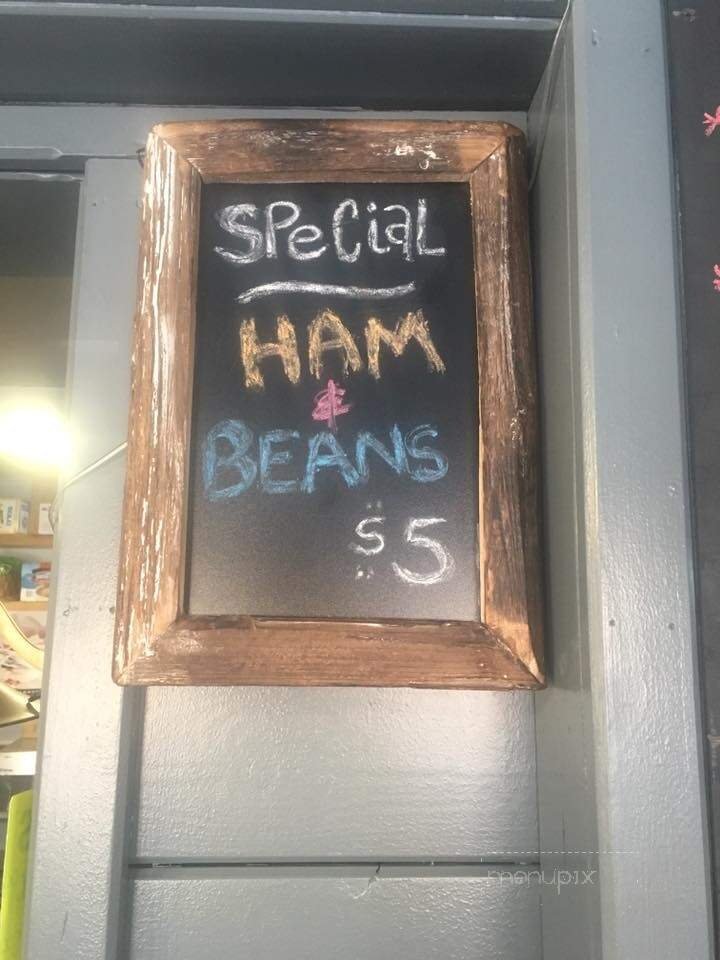 SPeCiaL
HAM
&
BEANS
$5
menupix